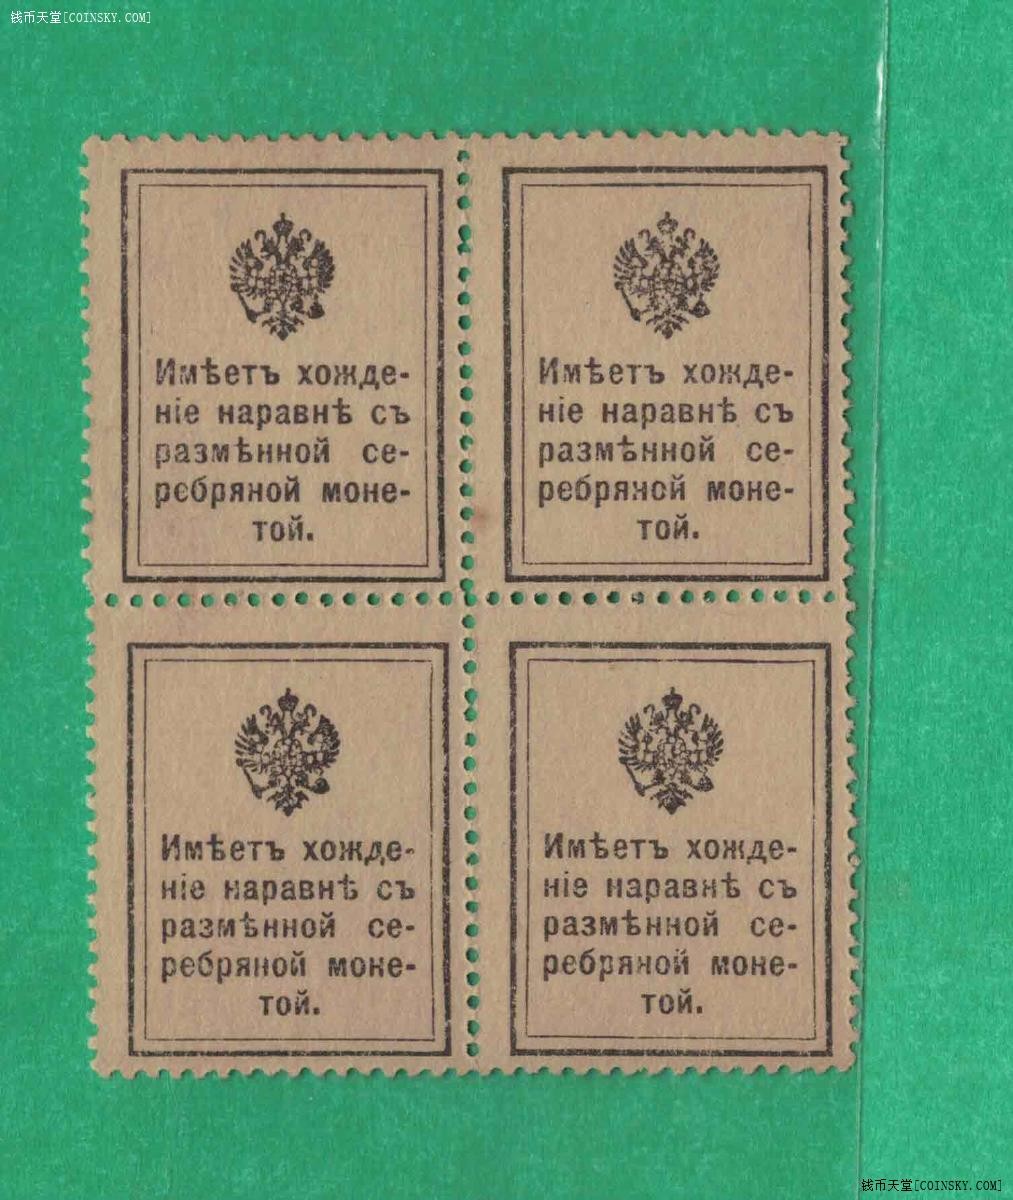 钱币天堂[COINSKY.COM]
Имѣетъ хожде-
ніе наравнѣ съ
размѣнной се-
ребряной моне-
той.
Имѣетъ хожде-
ніе наравнѣ съ
размѣнной се-
ребряной моне-
той.
Имѣетъ хожде-
ніе наравнѣ съ
размѣнной се-
ребряной моне-
той.
Имѣетъ хожде-
ніе наравнѣ съ
размѣнной се-
ребряной моне-
той.
钱币天堂[COINSKY.COM]